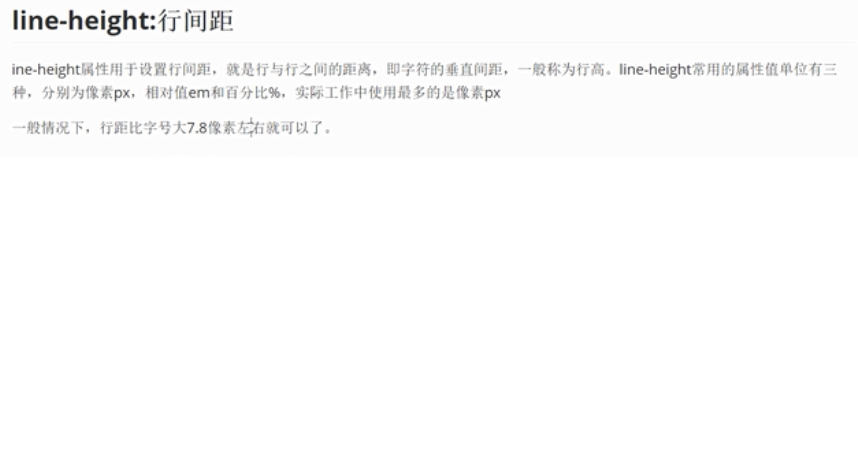 line-height:行间距
ine-height属性用于设置行间距，就是行与行之间的距离，即字符的垂直间距，一般称为行高。line-height常用的属性值单位有三
种，分别为像素px，相对值em和百分比%，实际工作中使用最多的是像素px
一般情况下，行距比字号大7.8像素左右就可以了。